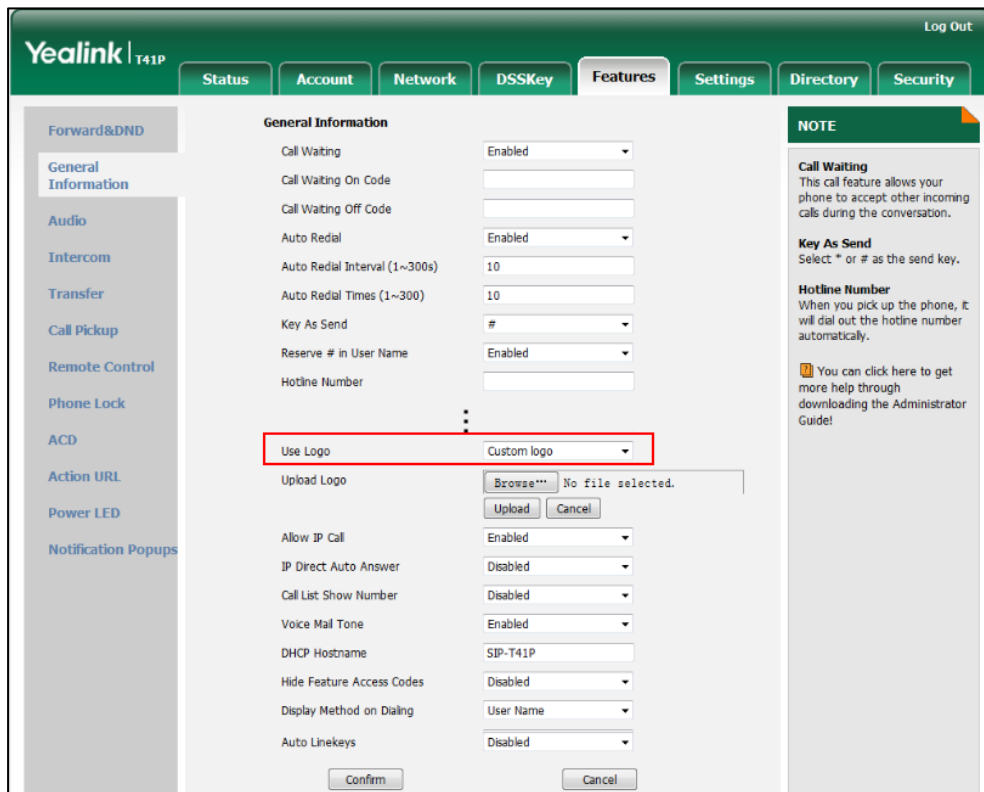 Log Out
Yealink T41P
Status Account Network DSSKey Features Settings Directory Security
Forward&DND
General
Information
Audio
Intercom
Transfer
Call Pickup
Remote Control
Phone Lock
ACD
Action URL
Power LED
Notification Popups
General Information
Call Waiting Enabled
Call Waiting On Code
Call Waiting Off Code
Auto Redial Enabled
Auto Redial Interval (1~300s) 10
Auto Redial Times (1~300) 10
Key As Send #
Reserve # in User Name Enabled
Hotline Number
Use Logo Custom logo
Upload Logo Browse··· No file selected.
Upload Cancel
Allow IP Call Enabled
IP Direct Auto Answer Disabled
Call List Show Number Disabled
Voice Mail Tone Enabled
DHCP Hostname SIP-T41P
Hide Feature Access Codes Disabled
Display Method on Dialing User Name
Auto Linekeys Disabled
Confirm Cancel
NOTE
Call Waiting
This call feature allows your
phone to accept other incoming
calls during the conversation.
Key As Send
Select * or # as the send key.
Hotline Number
When you pick up the phone, it
will dial out the hotline number
automatically.
You can click here to get
more help through
downloading the Administrator
Guide!